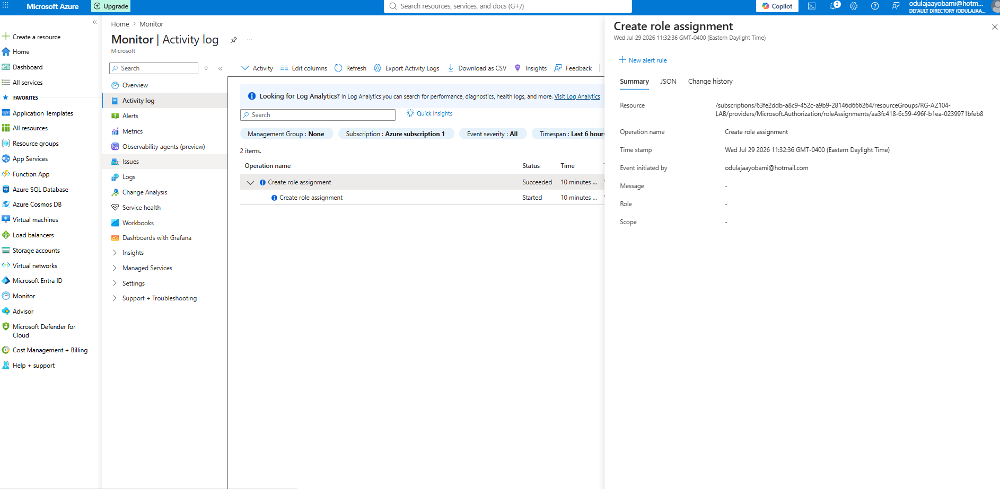 Microsoft Azure
Upgrade
Search resources, services, and docs (G+/)
Copilot
3
odulajaayobami@hotm...
DEFAULT DIRECTORY (ODULAJAA...
Create a resource
Home
Dashboard
All services
FAVORITES
Application Templates
All resources
Resource groups
App Services
Function App
Azure SQL Database
Azure Cosmos DB
Virtual machines
Load balancers
Storage accounts
Virtual networks
Microsoft Entra ID
Monitor
Advisor
Microsoft Defender for
Cloud
Cost Management + Billing
Help + support
Home > Monitor
Monitor | Activity log
...
Microsoft
Search
Overview
Activity log
Alerts
Metrics
Observability agents (preview)
Issues
Logs
Change Analysis
Service health
Workbooks
Dashboards with Grafana
Insights
Managed Services
Settings
Support + Troubleshooting
Activity
Edit columns
Refresh
Export Activity Logs
Download as CSV
Insights
Feedback
Looking for Log Analytics? In Log Analytics you can search for performance, diagnostics, health logs, and more. Visit Log Analytics
Search
Quick Insights
Management Group : None
Subscription : Azure subscription 1
Event severity : All
Timespan : Last 6 hours
2 items.
Operation name Status Time
Create role assignment Succeeded 10 minutes ...
Create role assignment Started 10 minutes ...
Create role assignment
Wed Jul 29 2026 11:32:36 GMT-0400 (Eastern Daylight Time)
New alert rule
Summary JSON Change history
Resource /subscriptions/63fe2ddb-a8c9-452c-a9b9-28146d666264/resourceGroups/RG-AZ104-
LAB/providers/Microsoft.Authorization/roleAssignments/aa3fc418-6c59-496f-b1ea-0239971bfeb8
Operation name Create role assignment
Time stamp Wed Jul 29 2026 11:32:36 GMT-0400 (Eastern Daylight Time)
Event initiated by odulajaayobami@hotmail.com
Message -
Role -
Scope -